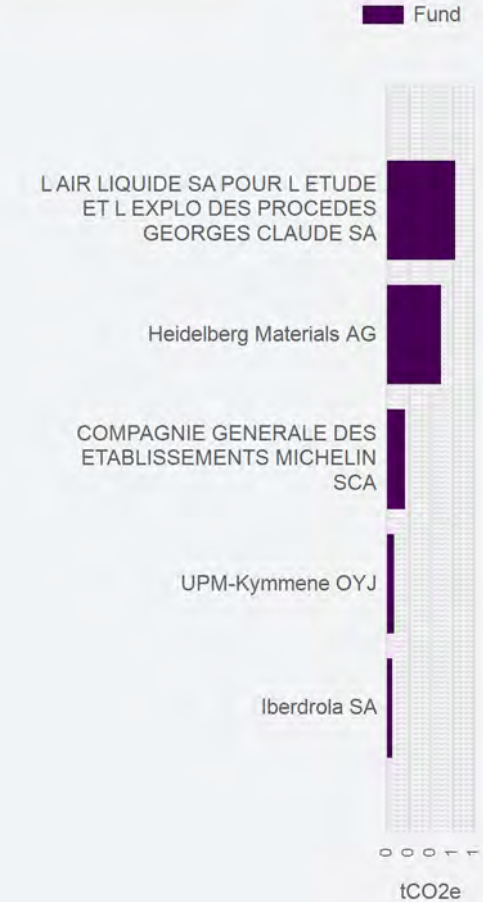 Fund
L AIR LIQUIDE SA POUR L ETUDE
ET L EXPLO DES PROCEDES
GEORGES CLAUDE SA
Heidelberg Materials AG
COMPAGNIE GENERALE DES
ETABLISSEMENTS MICHELIN
SCA
UPM-Kymmene OYJ
Iberdrola SA
0 0 0 1 1
tCO2e